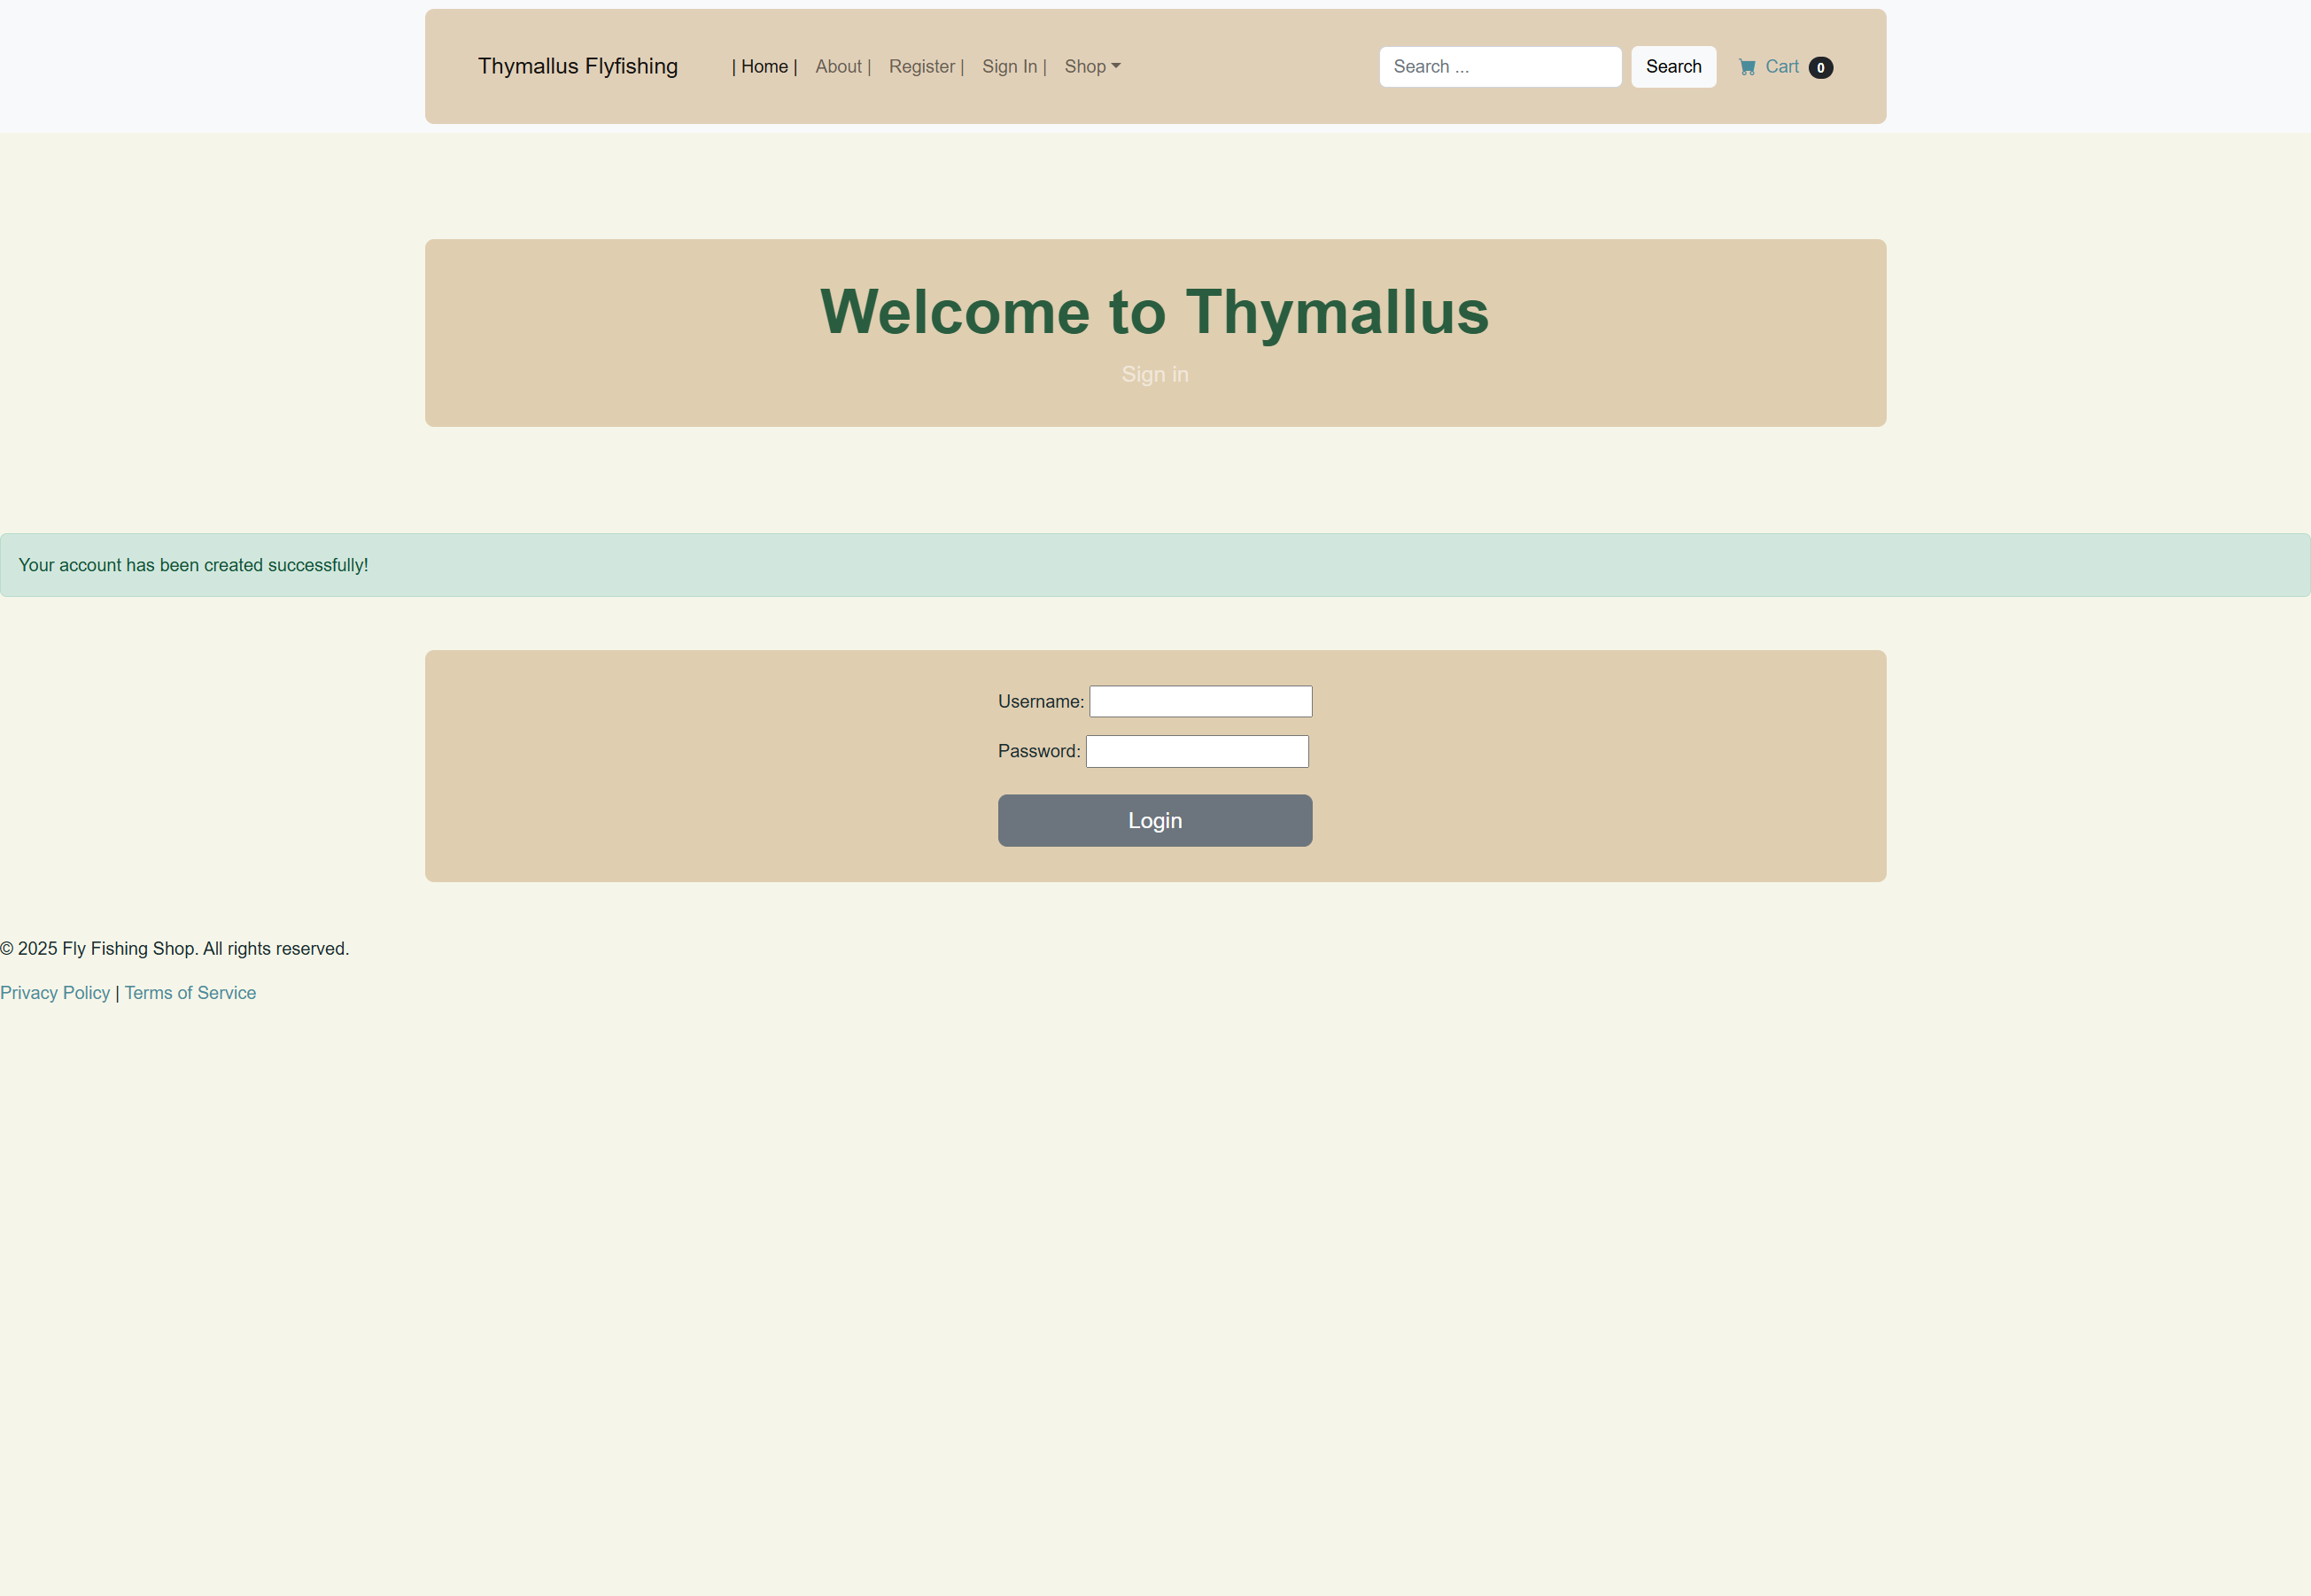 Thymallus Flyfishing | Home | About | Register | Sign In | Shop Search ... Search Cart 0
Welcome to Thymallus
Sign in
Your account has been created successfully!
Username:
Password:
Login
© 2025 Fly Fishing Shop. All rights reserved.
Privacy Policy | Terms of Service